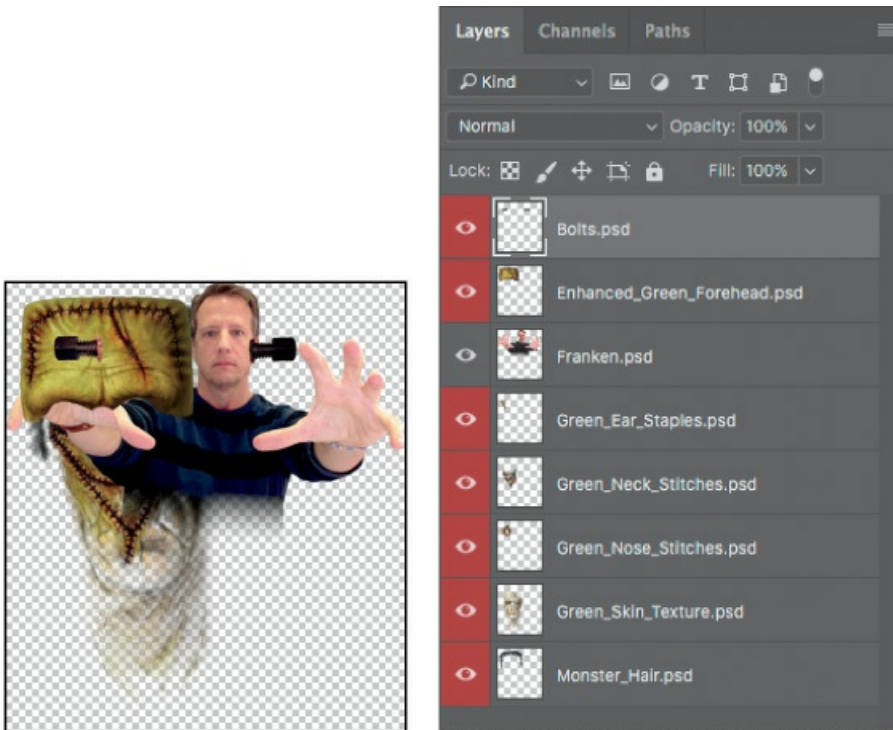 Layers Channels Paths
Kind
Normal Opacity: 100%
Lock: Fill: 100%
Bolts.psd
Enhanced_Green_Forehead.psd
Franken.psd
Green_Ear_Staples.psd
Green_Neck_Stitches.psd
Green_Nose_Stitches.psd
Green_Skin_Texture.psd
Monster_Hair.psd